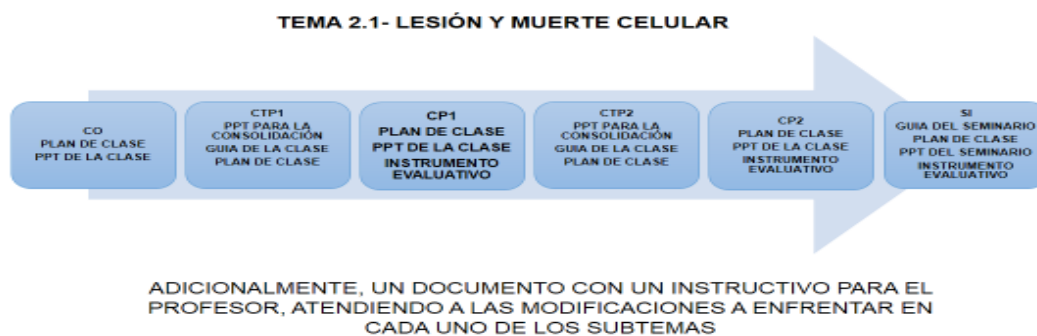 TEMA 2.1- LESIÓN Y MUERTE CELULAR
CO
PLAN DE CLASE
PPT DE LA CLASE
CTP1
PPT PARA LA
CONSOLIDACIÓN
GUIA DE LA CLASE
PLAN DE CLASE
CP1
PLAN DE CLASE
PPT DE LA CLASE
INSTRUMENTO
EVALUATIVO
CTP2
PPT PARA LA
CONSOLIDACIÓN
GUIA DE LA CLASE
PLAN DE CLASE
CP2
PLAN DE CLASE
PPT DE LA CLASE
INSTRUMENTO
EVALUATIVO
SI
GUIA DEL SEMINARIO
PLAN DE CLASE
PPT DEL SEMINARIO
INSTRUMENTO
EVALUATIVO
ADICIONALMENTE, UN DOCUMENTO CON UN INSTRUCTIVO PARA EL
PROFESOR, ATENDIENDO A LAS MODIFICACIONES A ENFRENTAR EN
CADA UNO DE LOS SUBTEMAS